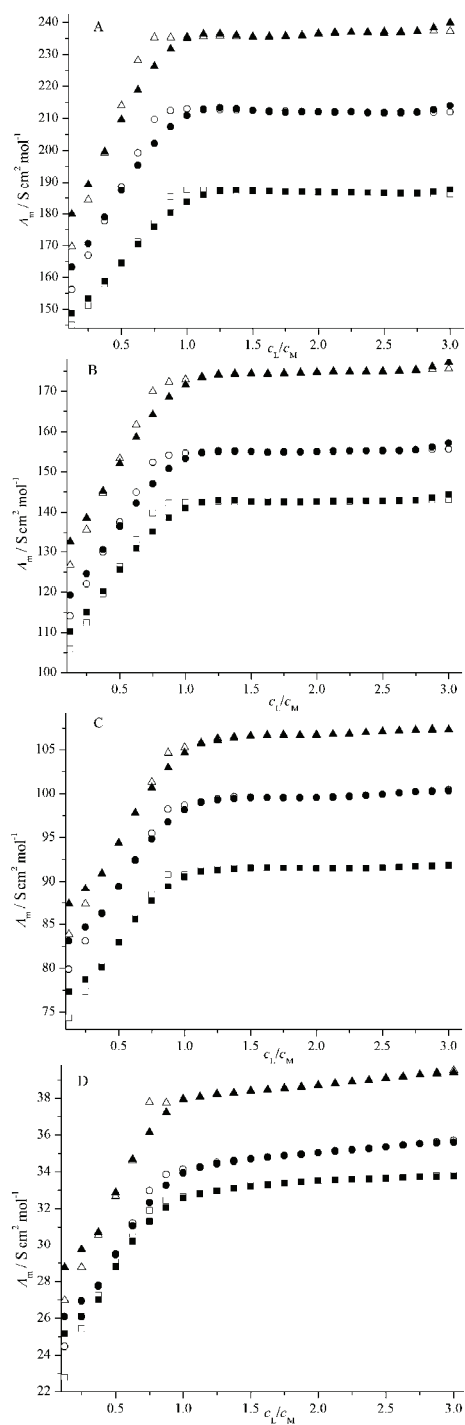 A
240
230
220
210
200
190
180
170
160
150
Λm / S cm² mol⁻¹
0.5 1.0 1.5 2.0 2.5 3.0
cL/cM
B
170
160
150
140
130
120
110
100
Λm / S cm² mol⁻¹
0.5 1.0 1.5 2.0 2.5 3.0
cL/cM
C
105
100
95
90
85
80
75
Λm / S cm² mol⁻¹
0.5 1.0 1.5 2.0 2.5 3.0
cL/cM
D
38
36
34
32
30
28
26
24
22
Λm / S cm² mol⁻¹
0.5 1.0 1.5 2.0 2.5 3.0
cL/cM